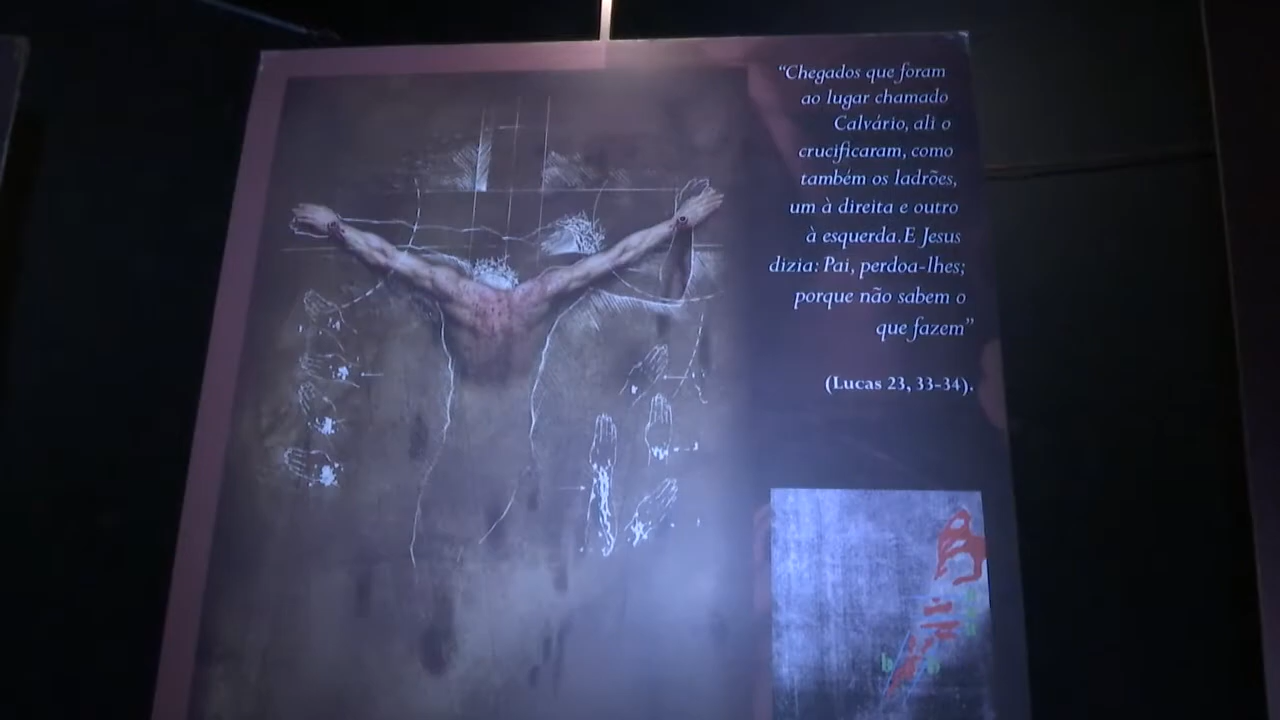 “Chegados que foram
ao lugar chamado
Calvário, ali o
crucificaram, como
também os ladrões,
um à direita e outro
à esquerda. E Jesus
dizia: Pai, perdoa-lhes;
porque não sabem o
que fazem”
(Lucas 23, 33-34).
b b